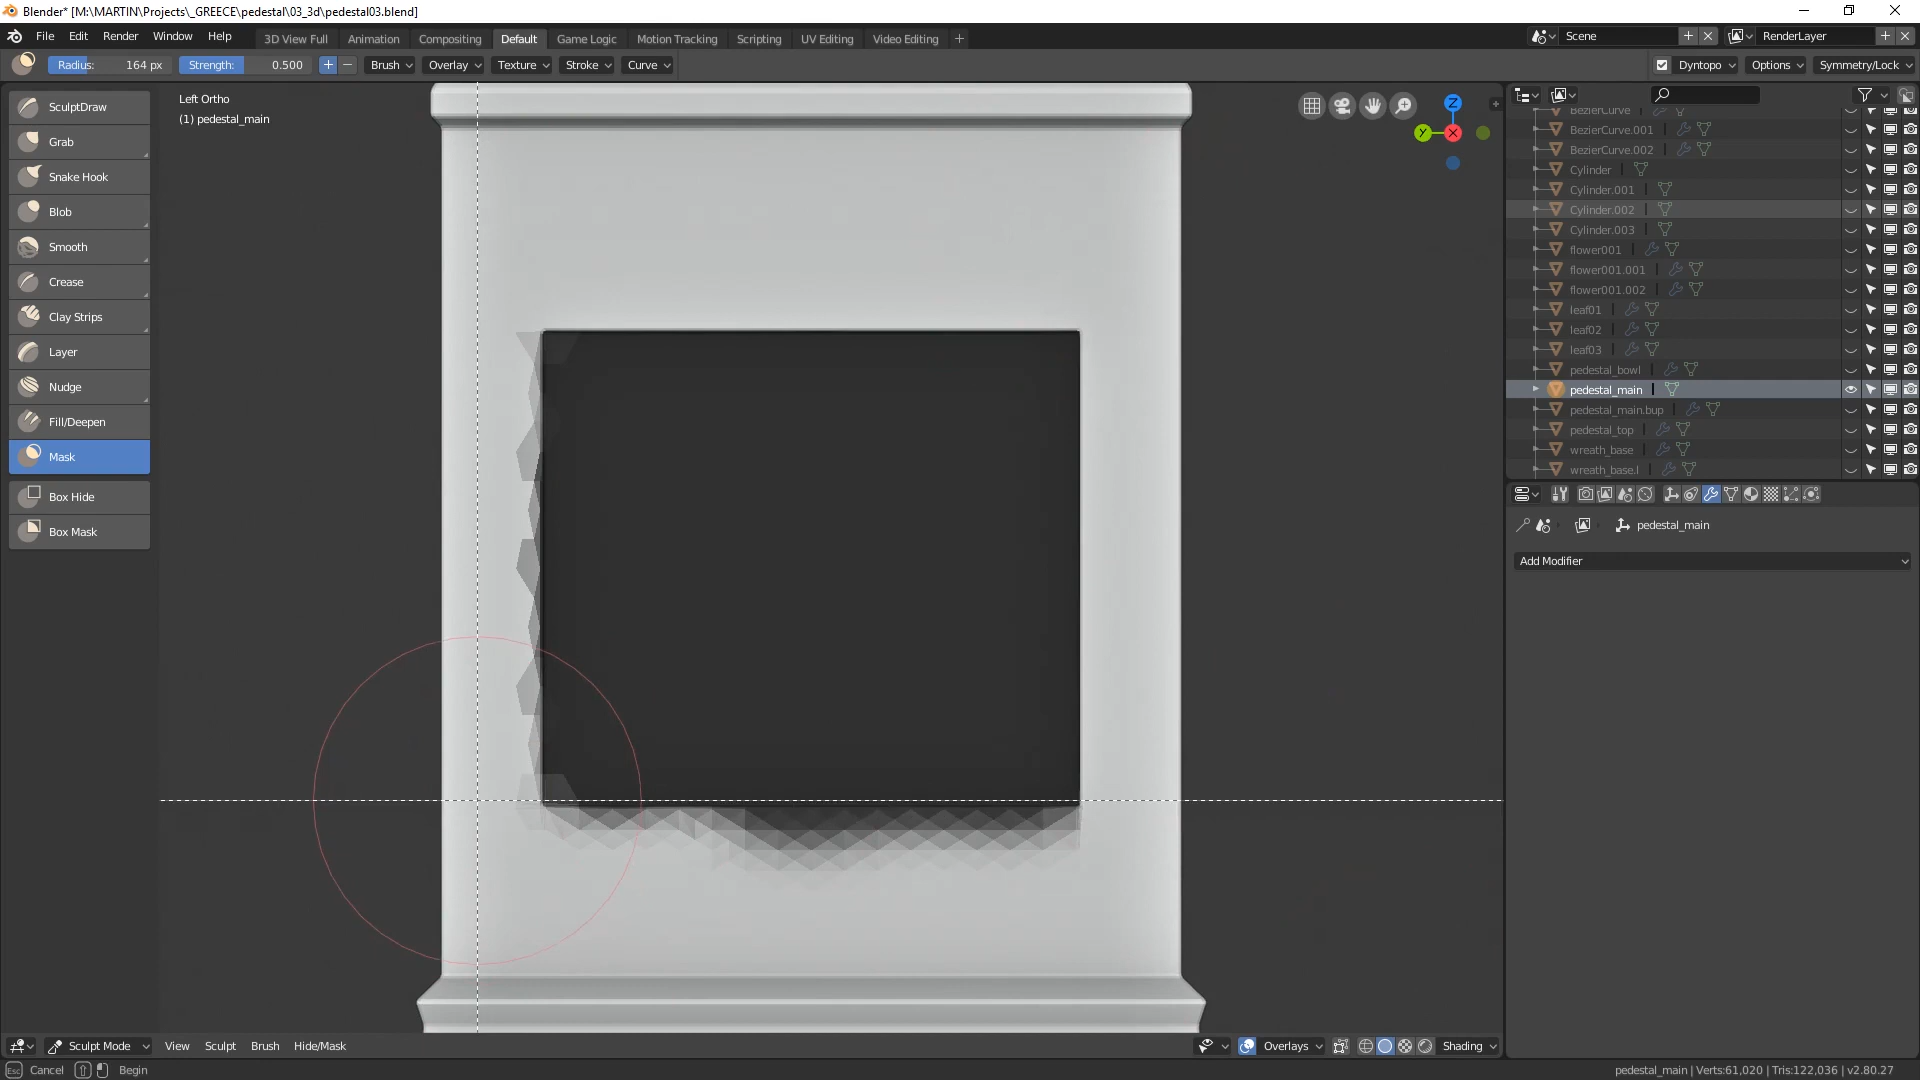 Blender* [M:\MARTIN\Projects\_GREECE\pedestal\03_3d\pedestal03.blend]
File Edit Render Window Help 3D View Full Animation Compositing Default Game Logic Motion Tracking Scripting UV Editing Video Editing + Scene RenderLayer
Radius: 164 px Strength: 0.500 Brush Overlay Texture Stroke Curve Dyntopo Options Symmetry/Lock
Left Ortho
(1) pedestal_main
Z
Y X
SculptDraw
Grab
Snake Hook
Blob
Smooth
Crease
Clay Strips
Layer
Nudge
Fill/Deepen
Mask
Box Hide
Box Mask
BezierCurve
BezierCurve.001
BezierCurve.002
Cylinder
Cylinder.001
Cylinder.002
Cylinder.003
flower001
flower001.001
flower001.002
leaf01
leaf02
leaf03
pedestal_bowl
pedestal_main
pedestal_main.bup
pedestal_top
wreath_base
wreath_base.l
pedestal_main
Add Modifier
Sculpt Mode View Sculpt Brush Hide/Mask Overlays Shading
Esc Cancel Begin pedestal_main | Verts:61,020 | Tris:122,036 | v2.80.27